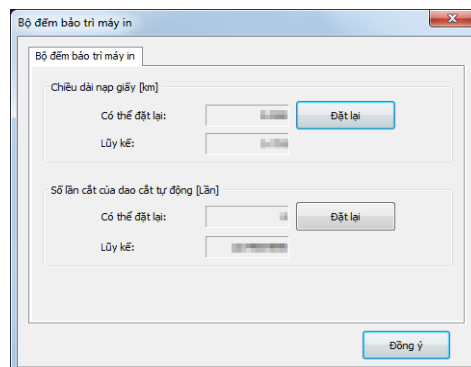 Bộ đếm bảo trì máy in
Bộ đếm bảo trì máy in
Chiều dài nạp giấy [km]
Có thể đặt lại:
Đặt lại
Lũy kế:
Số lần cắt của dao cắt tự động [Lần]
Có thể đặt lại:
Đặt lại
Lũy kế:
Đồng ý